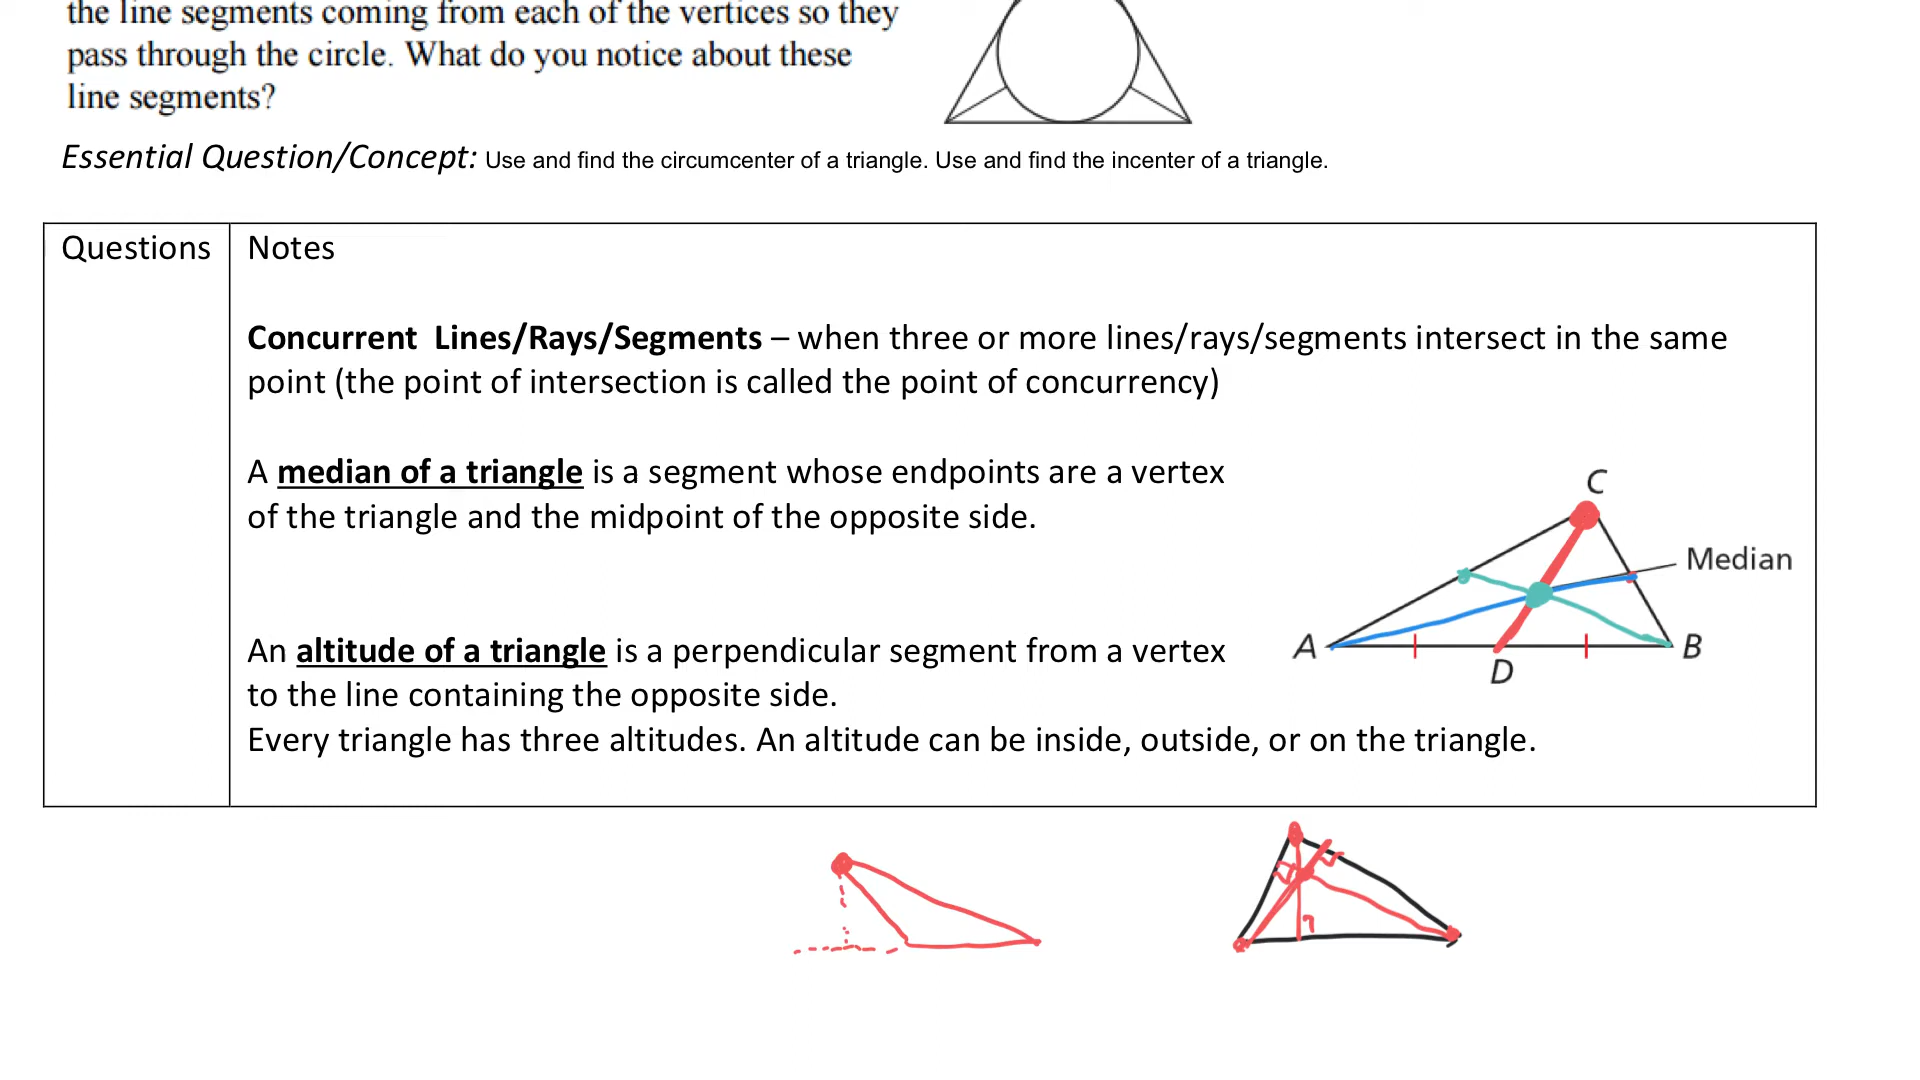 the line segments coming from each of the vertices so they
pass through the circle. What do you notice about these
line segments?
Essential Question/Concept: Use and find the circumcenter of a triangle. Use and find the incenter of a triangle.
Questions
Notes
Concurrent Lines/Rays/Segments – when three or more lines/rays/segments intersect in the same
point (the point of intersection is called the point of concurrency)
A median of a triangle is a segment whose endpoints are a vertex
of the triangle and the midpoint of the opposite side.
C
Median
A
B
D
An altitude of a triangle is a perpendicular segment from a vertex
to the line containing the opposite side.
Every triangle has three altitudes. An altitude can be inside, outside, or on the triangle.